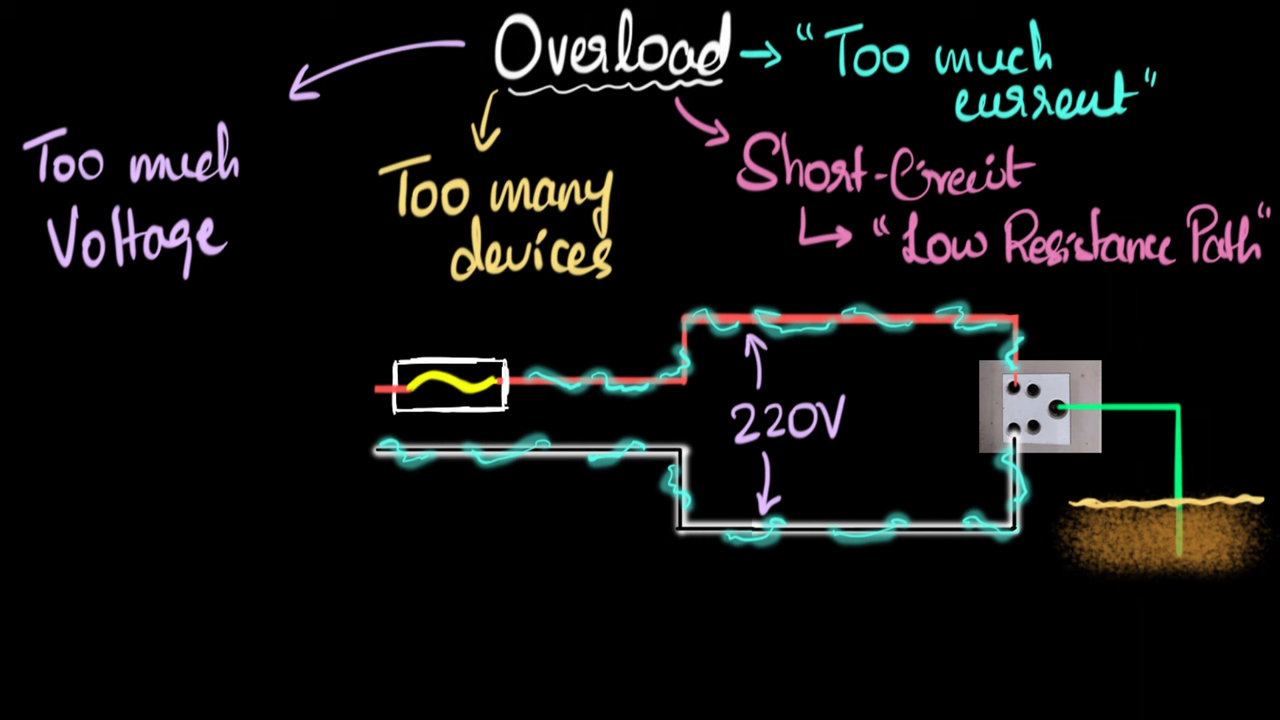 Overload → "Too much
current"
Too much
Voltage
Too many
devices
Short-Circuit
↳ "Low Resistance Path"
220V